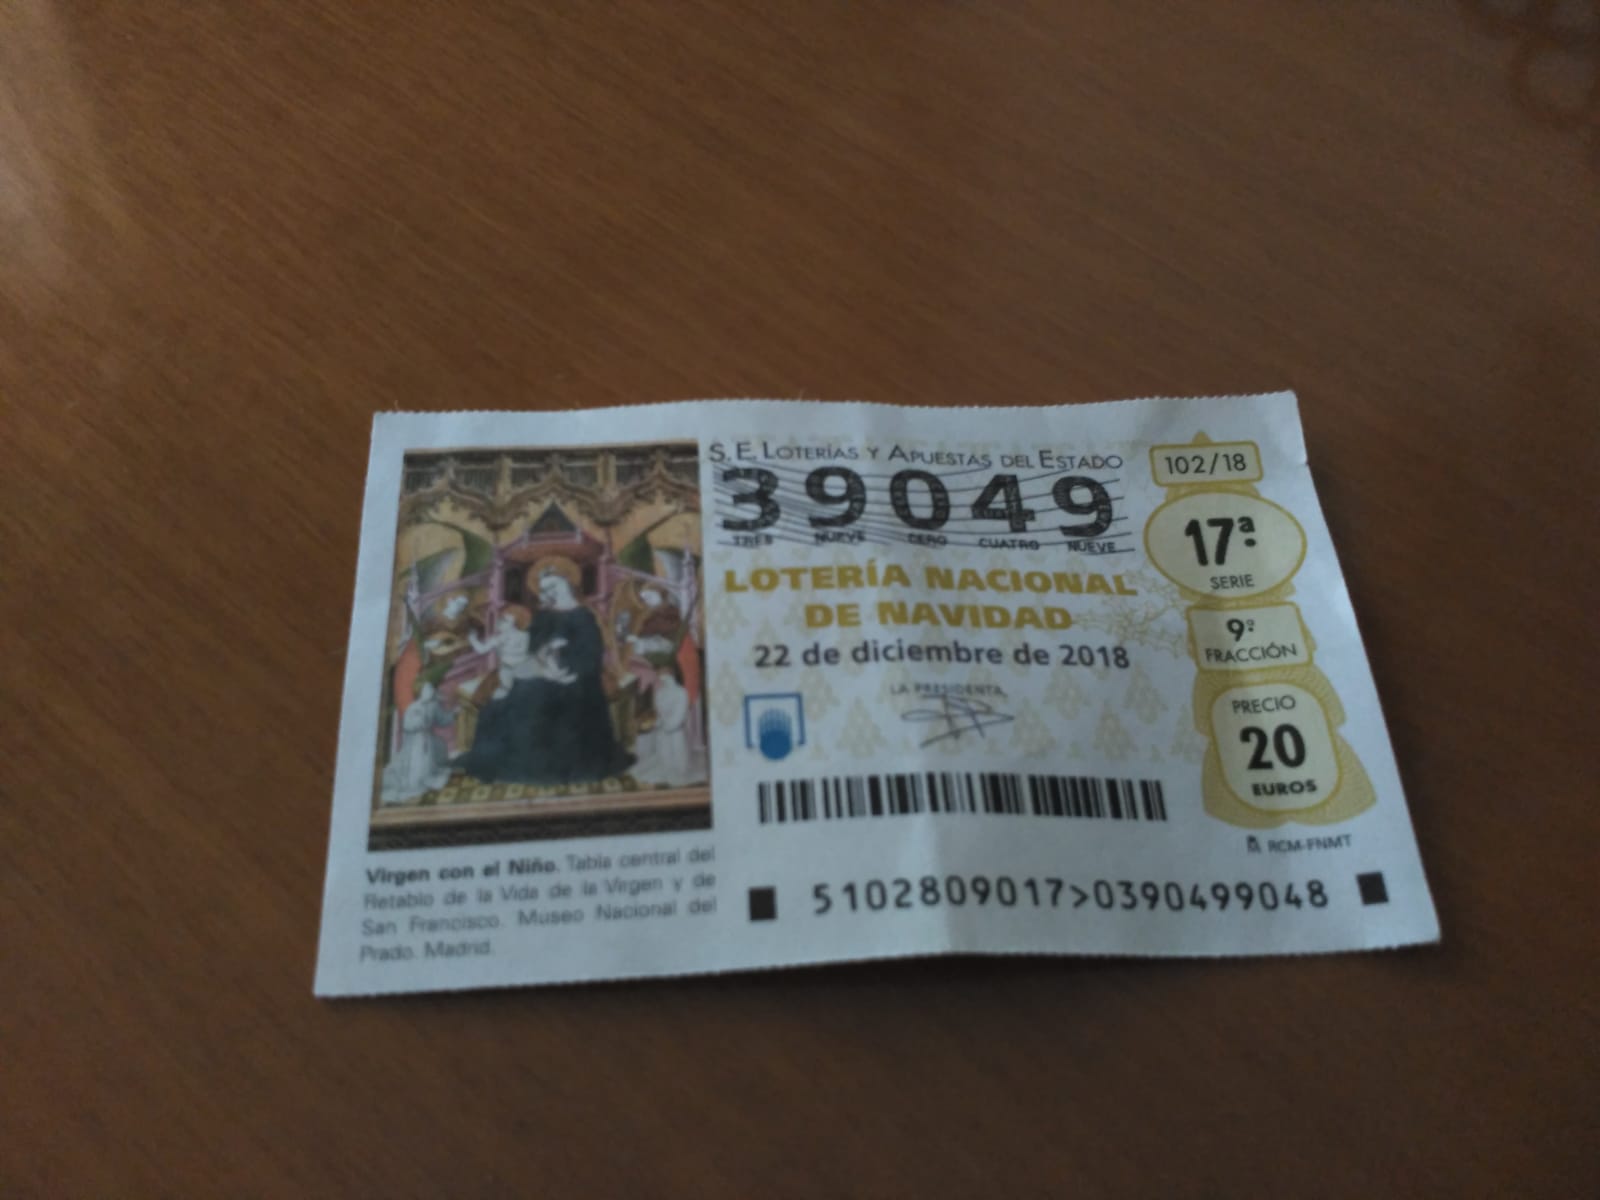 S. E. LOTERÍAS Y APUESTAS DEL ESTADO
39049
TRES NUEVE CERO CUATRO NUEVE
LOTERÍA NACIONAL
DE NAVIDAD
22 de diciembre de 2018
LA PRESIDENTA,
102/18
17ª
SERIE
9ª
FRACCIÓN
PRECIO
20
EUROS
RCM-FNMT
5102809017>0390499048
Virgen con el Niño. Tabla central del
Retablo de la Vida de la Virgen y de
San Francisco. Museo Nacional del
Prado. Madrid.